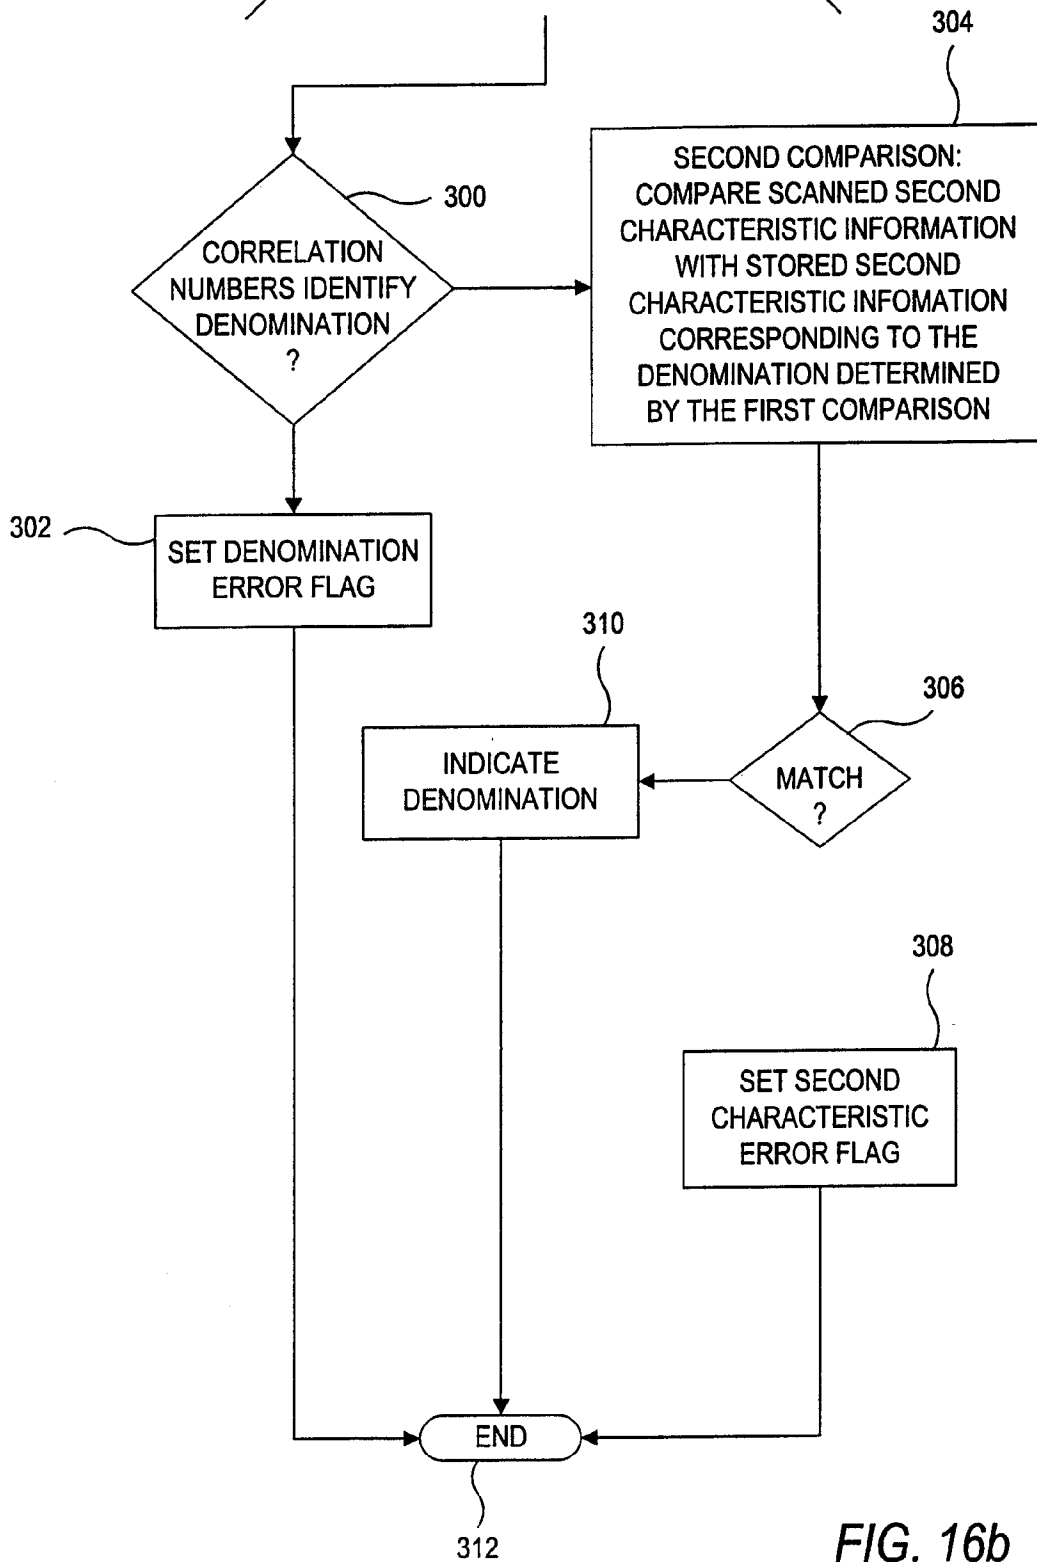 304
SECOND COMPARISON:
COMPARE SCANNED SECOND
CHARACTERISTIC INFORMATION
WITH STORED SECOND
CHARACTERISTIC INFOMATION
CORRESPONDING TO THE
DENOMINATION DETERMINED
BY THE FIRST COMPARISON
300
CORRELATION
NUMBERS IDENTIFY
DENOMINATION
?
302
SET DENOMINATION
ERROR FLAG
310
INDICATE
DENOMINATION
306
MATCH
?
308
SET SECOND
CHARACTERISTIC
ERROR FLAG
END
312
FIG. 16b